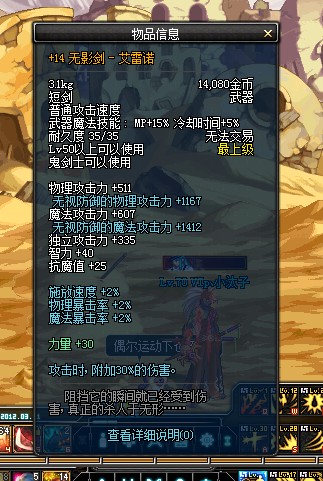 物品信息
+14 无影剑 - 艾雷诺
3.1kg 14,080金币
短剑 武器
普通攻击速度
武器魔法技能 : MP+15% 冷却时间+5%
耐久度 35/35 无法交易
Lv50以上可以使用 最上级
鬼剑士可以使用
物理攻击力 +511
无视防御的物理攻击力 +1167
魔法攻击力 +607
无视防御的魔法攻击力 +1412
独立攻击力 +335
智力 +40
抗魔值 +25
施放速度 +2%
物理暴击率 +2%
魔法暴击率 +2%
力量 +30
偶尔运动下
攻击时, 附加30%的伤害。
阻挡它的瞬间就已经受到伤
害, 真正的杀人于无形……
2012.09.
查看详细说明(O)